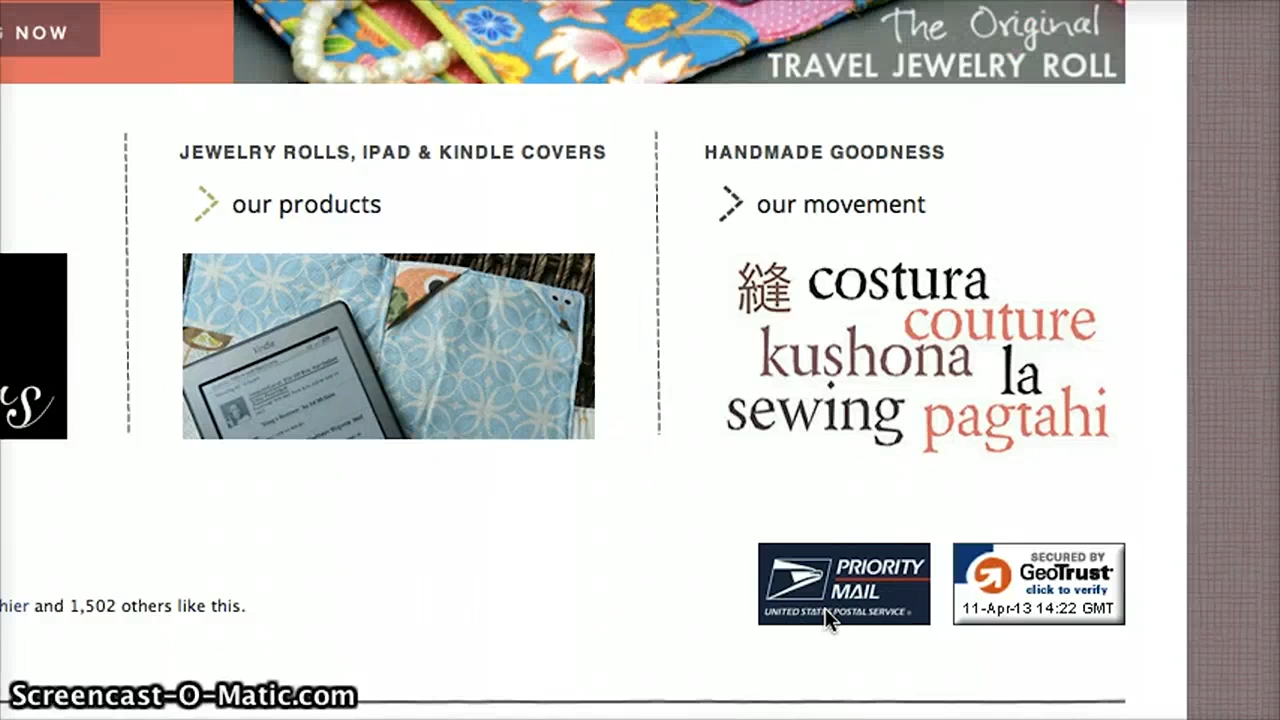 G NOW
The Original
TRAVEL JEWELRY ROLL
JEWELRY ROLLS, IPAD & KINDLE COVERS
our products
HANDMADE GOODNESS
our movement
kindle
s
縫 costura
couture
kushona
la
sewing
pagtahi
PRIORITY
MAIL
UNITED STATES POSTAL SERVICE
SECURED BY
GeoTrust
click to verify
11-Apr-13 14:22 GMT
hier and 1,502 others like this.
Screencast-O-Matic.com